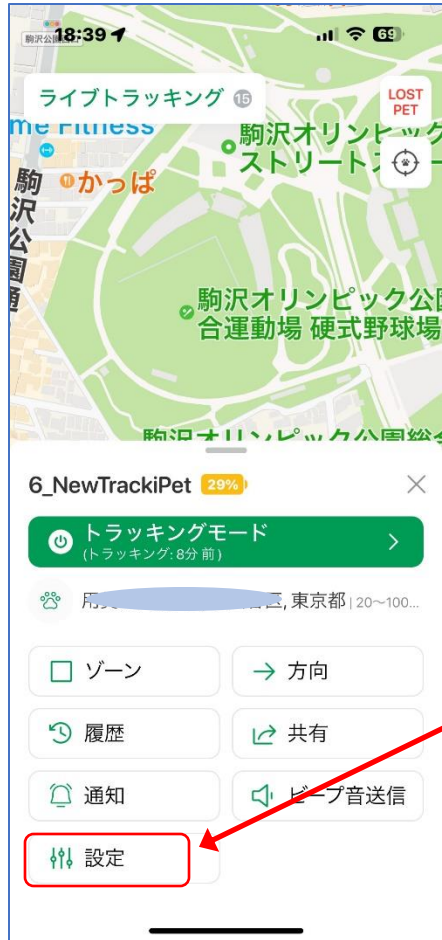 18:39
69
ライブトラッキング 15
LOST
PET
me Fitness
駒沢オリンピック
ストリートス
かっぱ
駒沢公園通
駒沢オリンピック公園
合運動場 硬式野球場
駒沢オリンピック公園総合
6_NewTrackiPet 29%
トラッキングモード
(トラッキング: 8分 前)
区, 東京都 | 20~100...
ゾーン
方向
履歴
共有
通知
ビープ音送信
設定